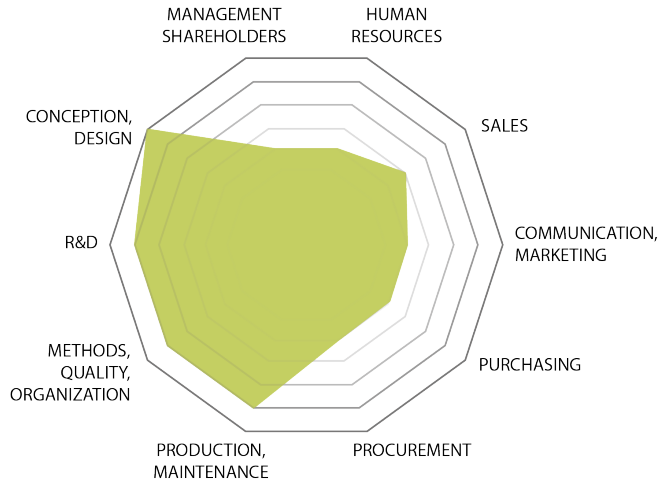 MANAGEMENT
SHAREHOLDERS
HUMAN
RESOURCES
CONCEPTION,
DESIGN
SALES
R&D
COMMUNICATION,
MARKETING
METHODS,
QUALITY,
ORGANIZATION
PURCHASING
PRODUCTION,
MAINTENANCE
PROCUREMENT